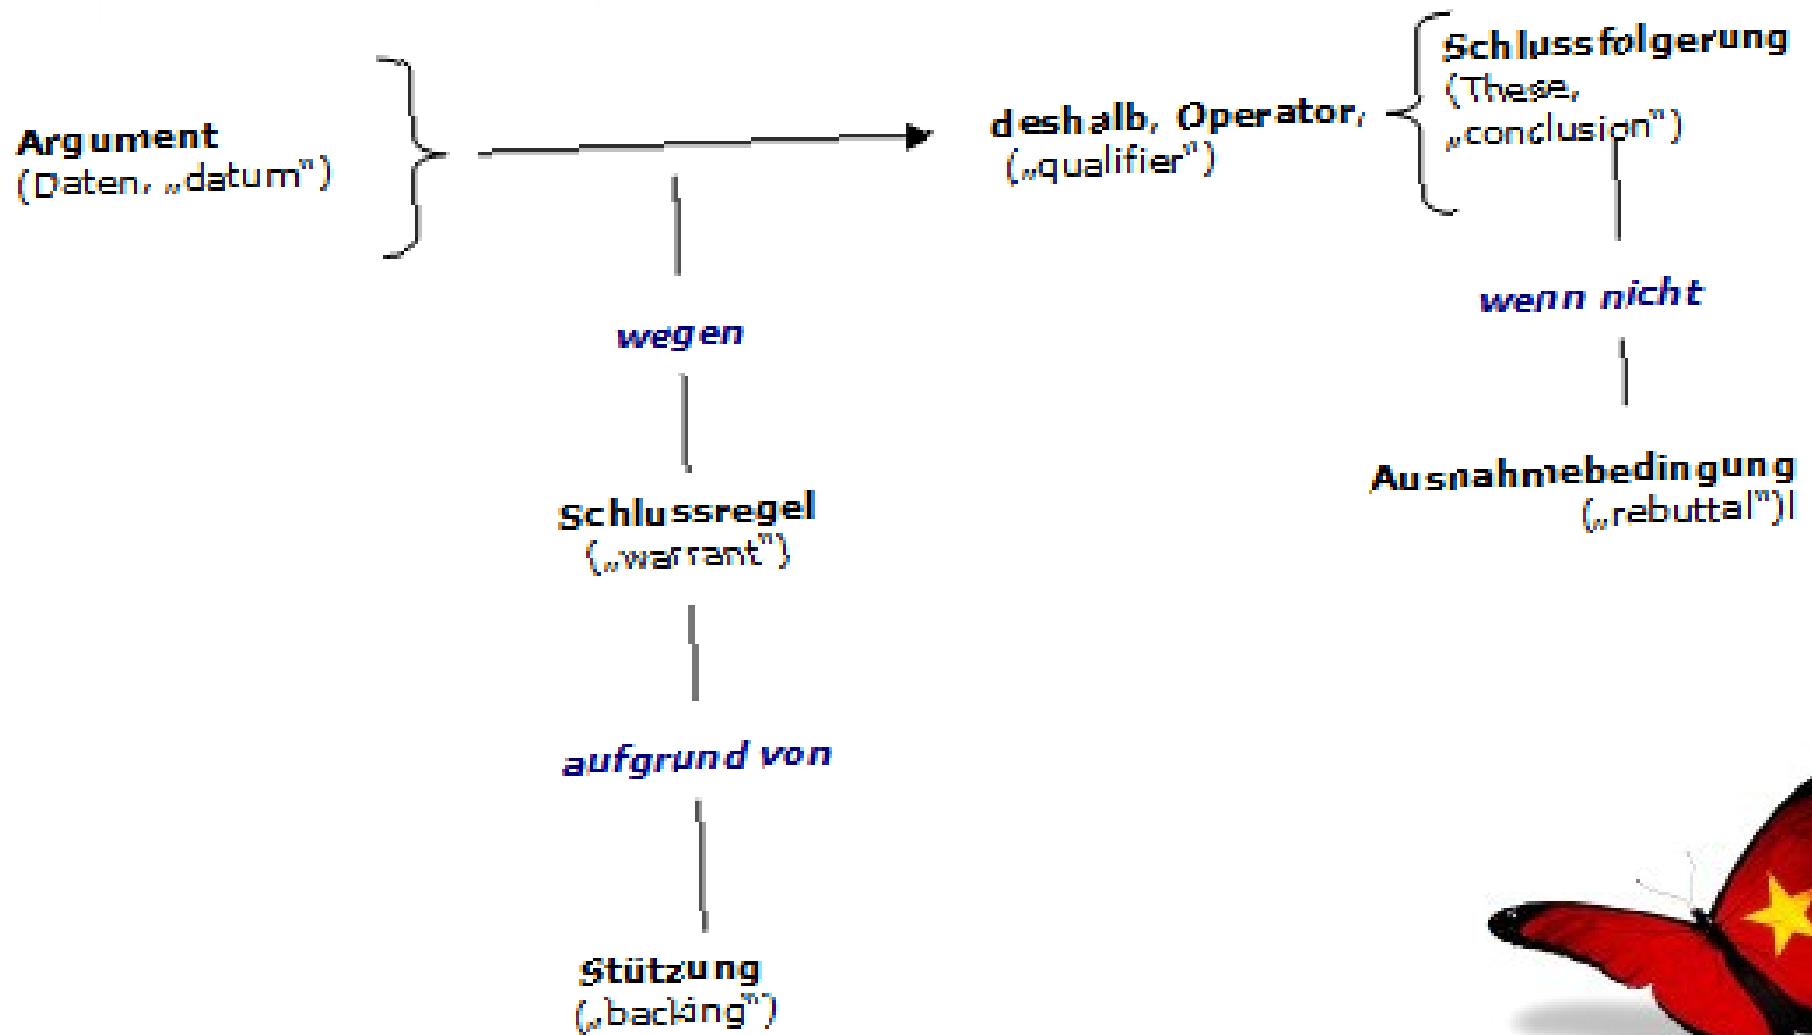 Argument
(Daten, „datum“)
deshalb, Operator,
(„qualifier“)
Schlussfolgerung
(These,
„conclusion“)
wegen
wenn nicht
Schlussregel
(„warrant“)
Ausnahmebedingung
(„rebuttal“)
aufgrund von
Stützung
(„backing“)